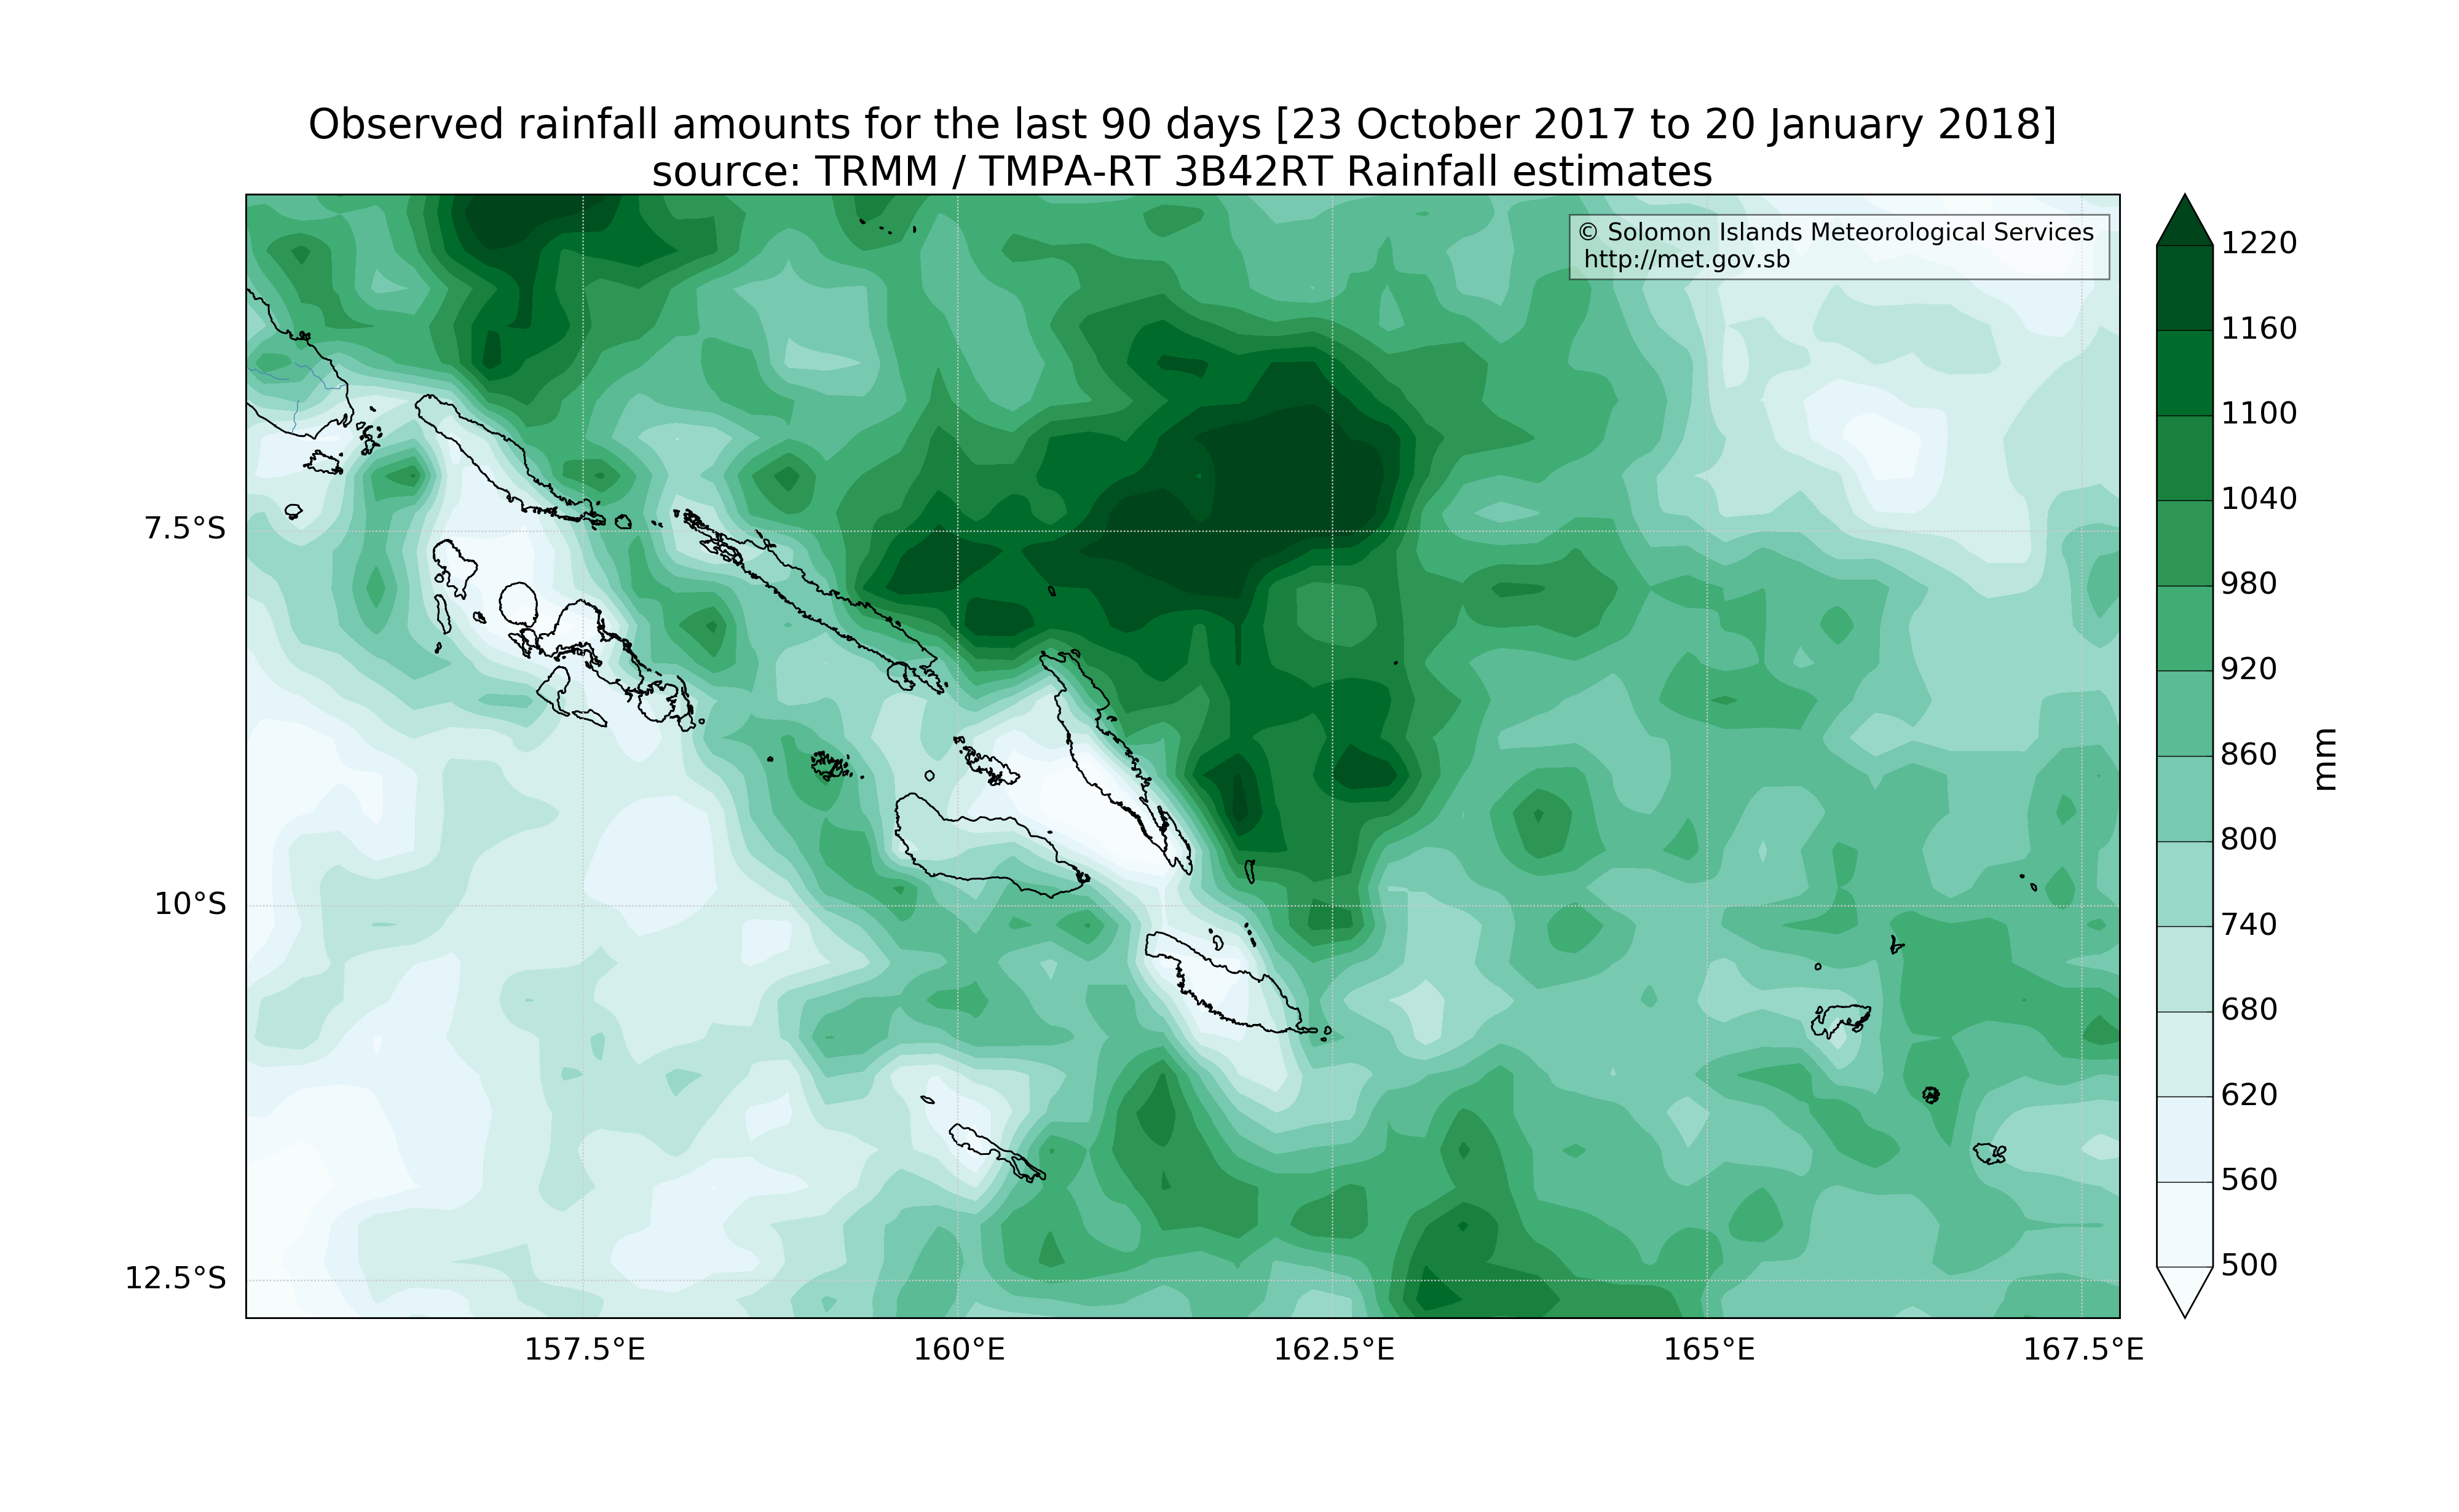 Observed rainfall amounts for the last 90 days [23 October 2017 to 20 January 2018]
source: TRMM / TMPA-RT 3B42RT Rainfall estimates
© Solomon Islands Meteorological Services
http://met.gov.sb
7.5°S
10°S
12.5°S
157.5°E
160°E
162.5°E
165°E
167.5°E
1220
1160
1100
1040
980
920
860
800
740
680
620
560
500
mm